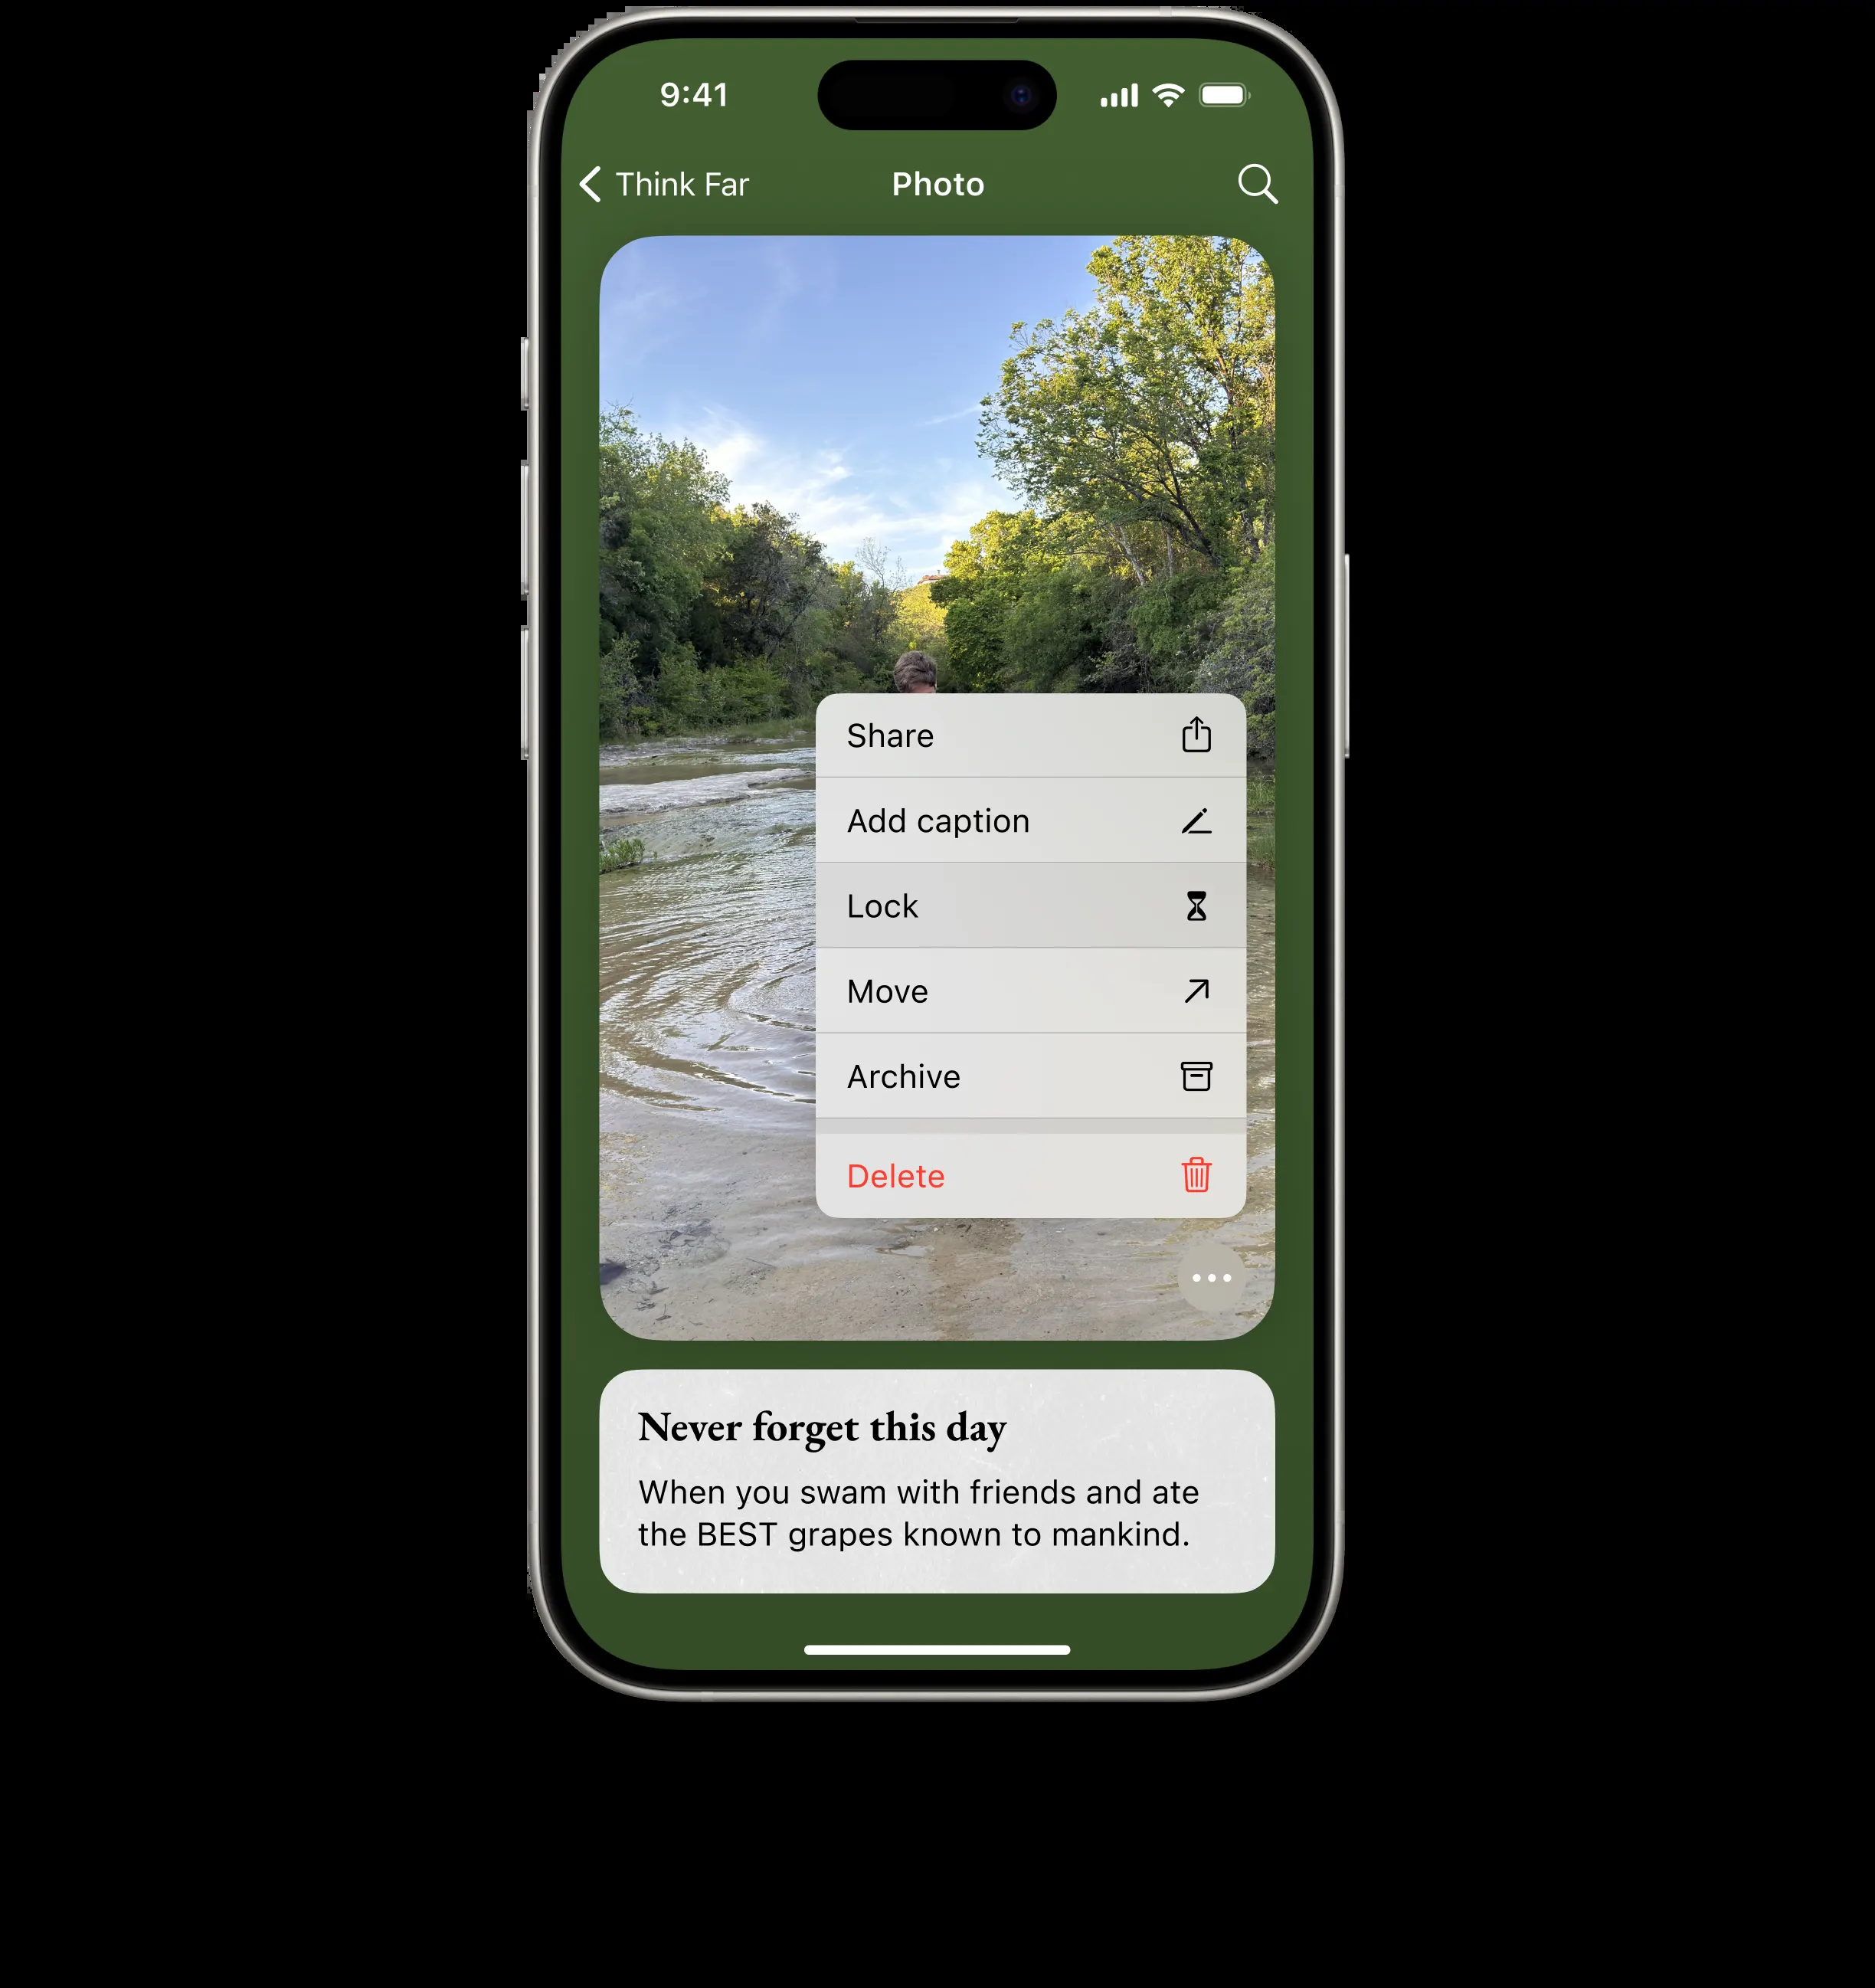 9:41
Think Far
Photo
Share
Add caption
Lock
Move
Archive
Delete
Never forget this day
When you swam with friends and ate
the BEST grapes known to mankind.